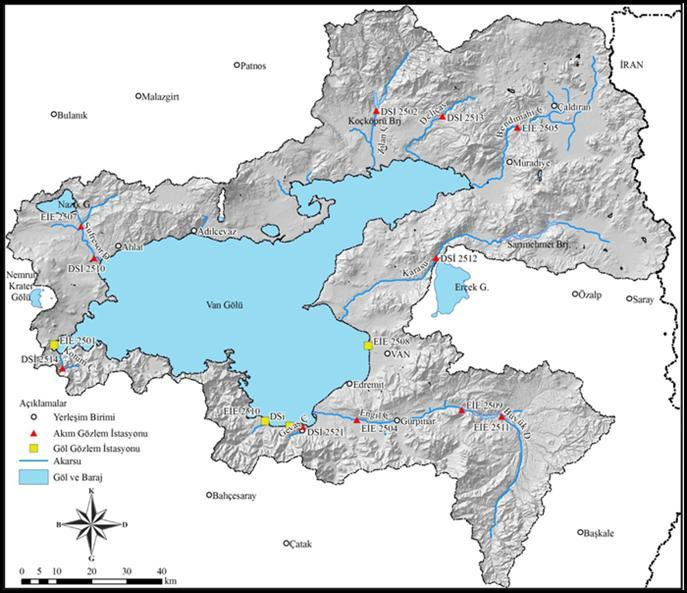 İRAN
Patnos
Malazgirt
Bulanık
DSİ 2502
Koçköprü Brj.
Deliçay
DSİ 2513
Çaldıran
Bendimahi Ç.
EİE 2505
Muradiye
Nazik G.
EİE 2507
Adilcevaz
Ahlat
DSİ 2510
Nemrut
Krater
Gölü
Van Gölü
Karasu
DSİ 2512
Sarımehmet Brj.
Erçek G.
Özalp
Saray
EİE 2501
DSİ 2514
EİE 2508
VAN
Edremit
EİE 2509
EİE 2510
DSİ
DSİ 2521
Engil Ç.
EİE 2504
Gürpınar
EİE 2511
Bahçesaray
Çatak
Başkale
Açıklamalar
Yerleşim Birimi
Akım Gözlem İstasyonu
Göl Gözlem İstasyonu
Akarsu
Göl ve Baraj
K
B
D
G
0 5 10 20 30 40
km